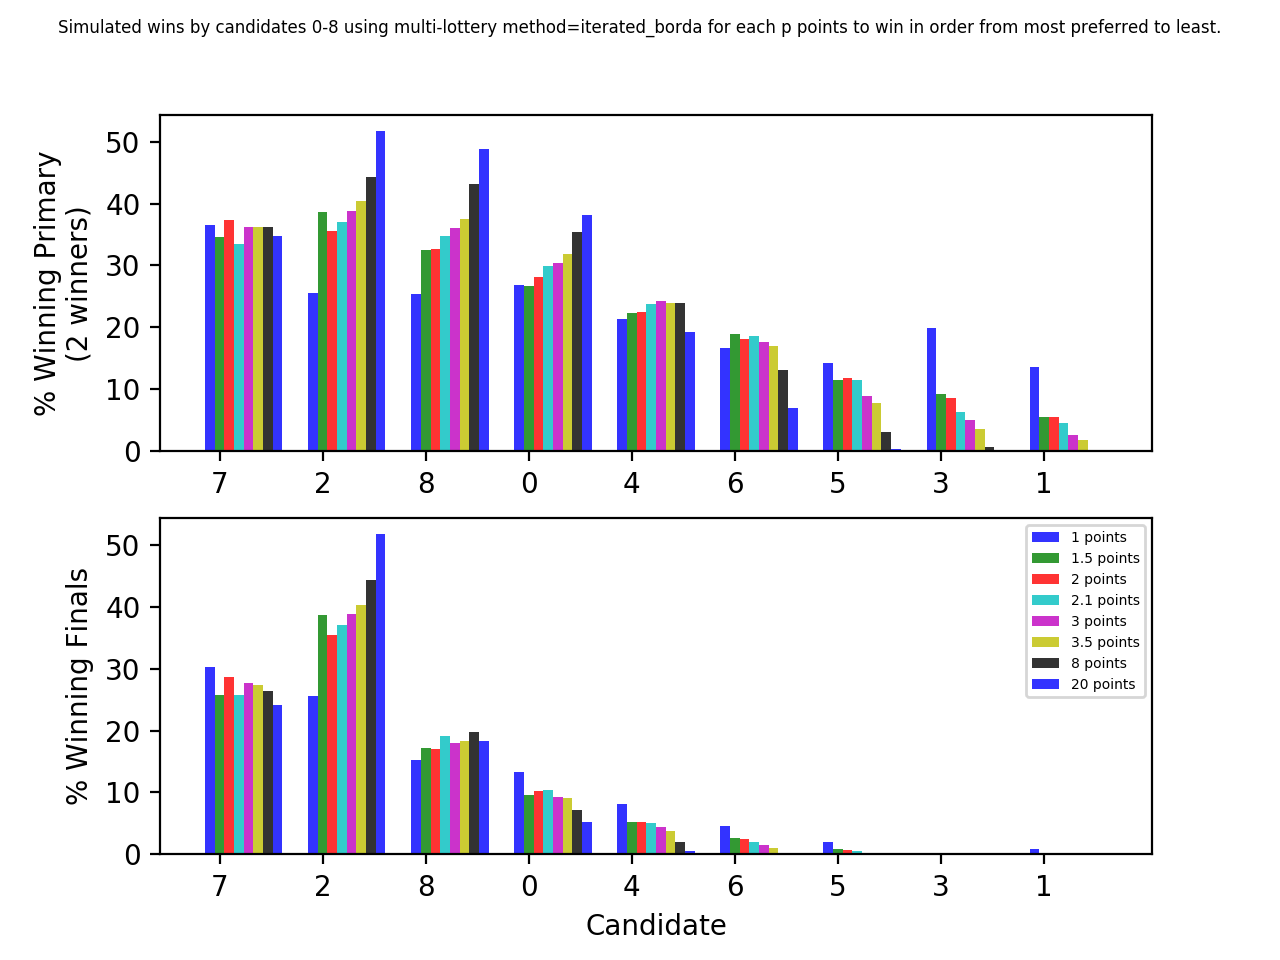 Simulated wins by candidates 0-8 using multi-lottery method=iterated_borda for each p points to win in order from most preferred to least.
% Winning Primary
(2 winners)
50
40
30
20
10
0
7 2 8 0 4 6 5 3 1
% Winning Finals
50
40
30
20
10
0
1 points
1.5 points
2 points
2.1 points
3 points
3.5 points
8 points
20 points
7 2 8 0 4 6 5 3 1
Candidate